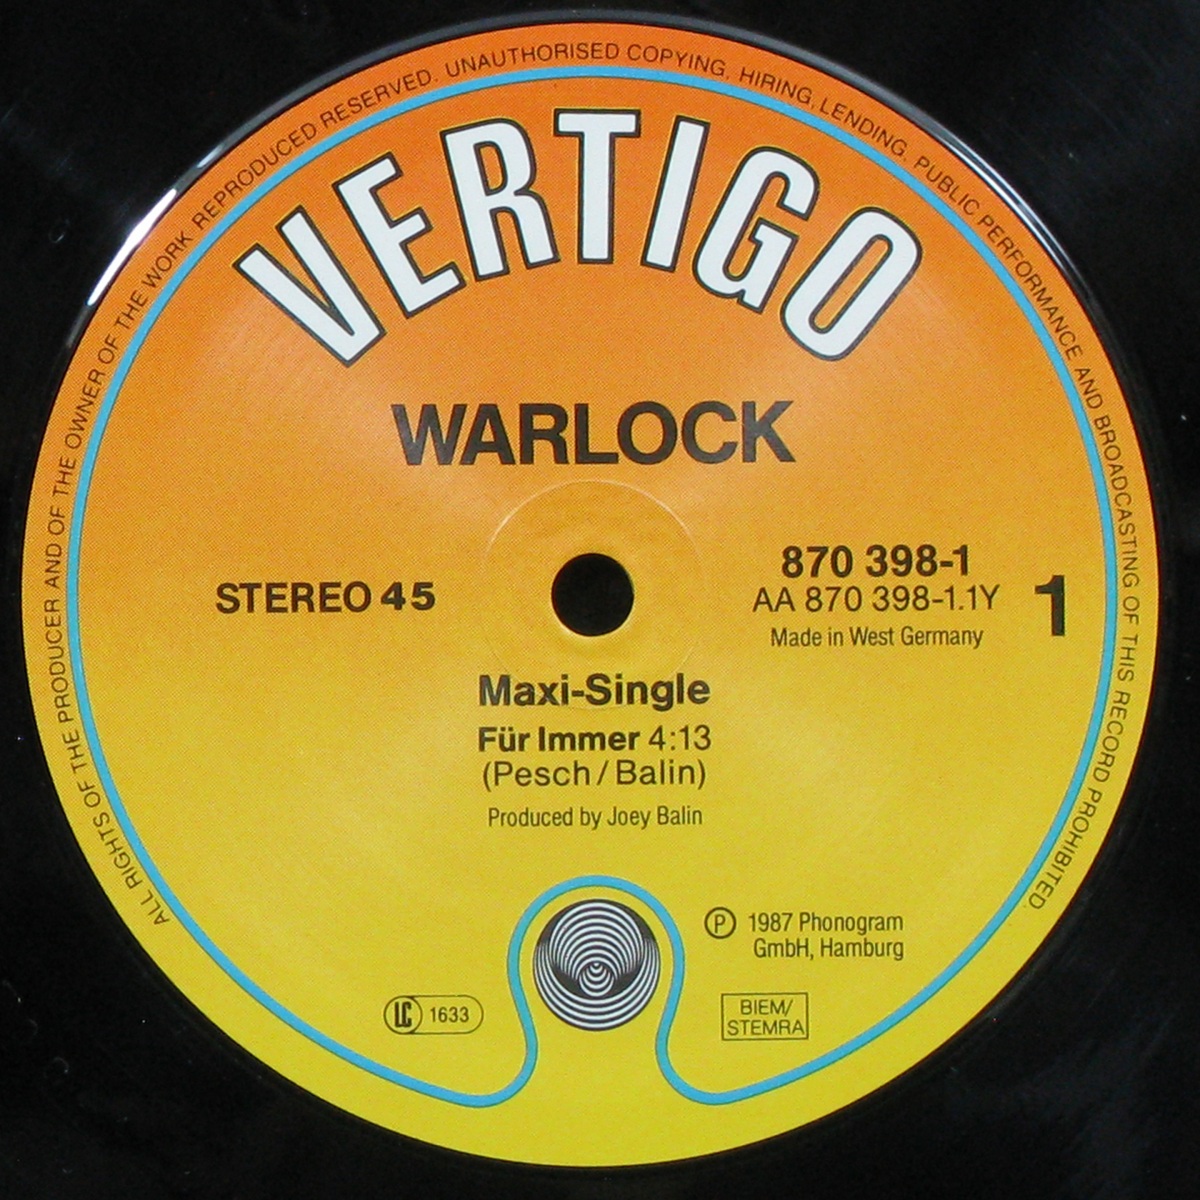 ALL RIGHTS OF THE PRODUCER AND OF THE OWNER OF THE WORK REPRODUCED RESERVED. UNAUTHORISED COPYING, HIRING, LENDING, PUBLIC PERFORMANCE AND BROADCASTING OF THIS RECORD PROHIBITED.
VERTIGO
WARLOCK
STEREO 45
870 398-1
AA 870 398-1.1Y
Made in West Germany
1
Maxi-Single
Für Immer 4:13
(Pesch/Balin)
Produced by Joey Balin
℗ 1987 Phonogram
GmbH, Hamburg
LC 1633
BIEM/
STEMRA